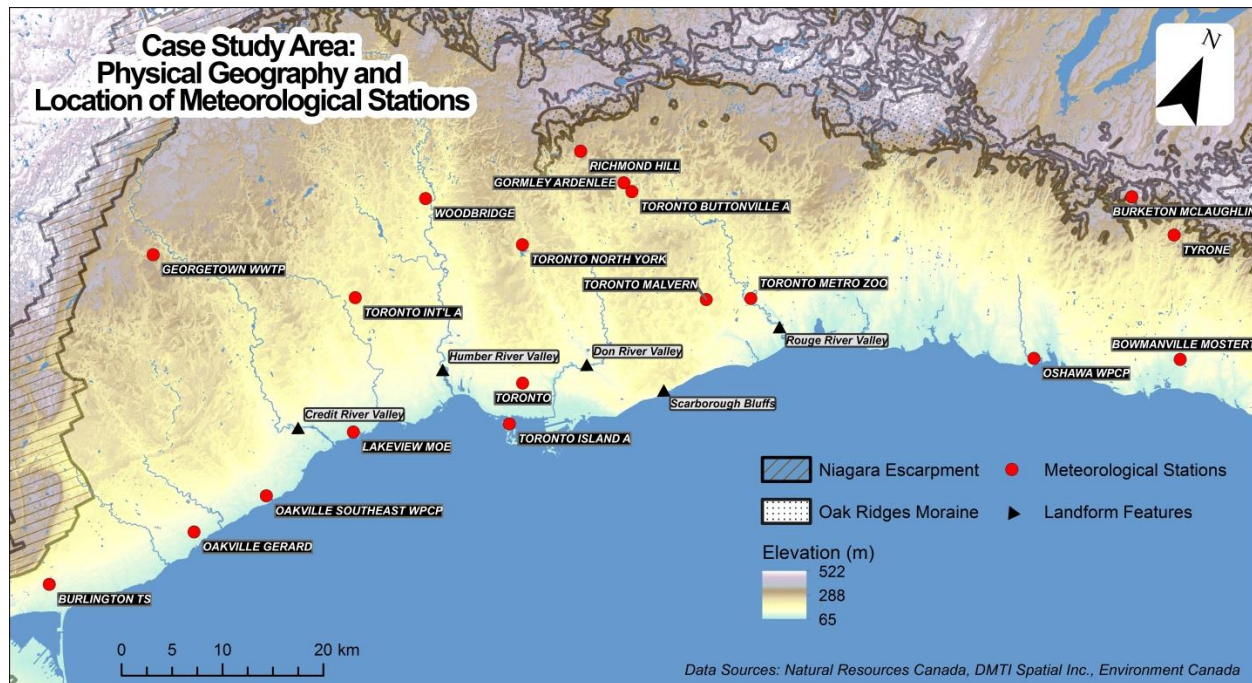 Case Study Area:
Physical Geography and
Location of Meteorological Stations
N
RICHMOND HILL
GORMLEY ARDENLEE
TORONTO BUTTONVILLE A
WOODBRIDGE
BURKETON MCLAUGHLIN
TYRONE
TORONTO NORTH YORK
GEORGETOWN WWTP
TORONTO MALVERN
TORONTO METRO ZOO
TORONTO INT'L A
Rouge River Valley
Humber River Valley
Don River Valley
BOWMANVILLE MOSTERT
OSHAWA WPCP
TORONTO
Scarborough Bluffs
Credit River Valley
LAKEVIEW MOE
TORONTO ISLAND A
OAKVILLE SOUTHEAST WPCP
OAKVILLE GERARD
BURLINGTON TS
Niagara Escarpment
Meteorological Stations
Oak Ridges Moraine
Landform Features
Elevation (m)
522
288
65
0 5 10 20 km
Data Sources: Natural Resources Canada, DMTI Spatial Inc., Environment Canada